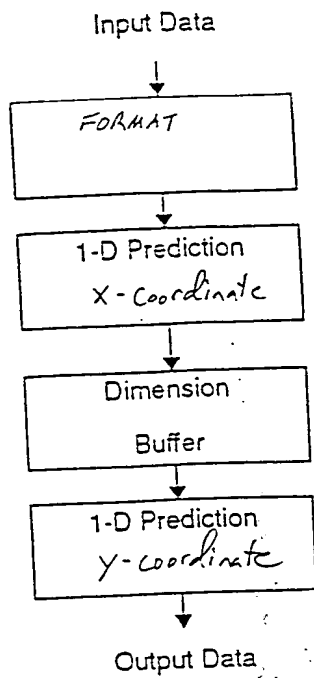 Input Data
FORMAT
1-D Prediction
X-coordinate
Dimension
Buffer
1-D Prediction
y-coordinate
Output Data